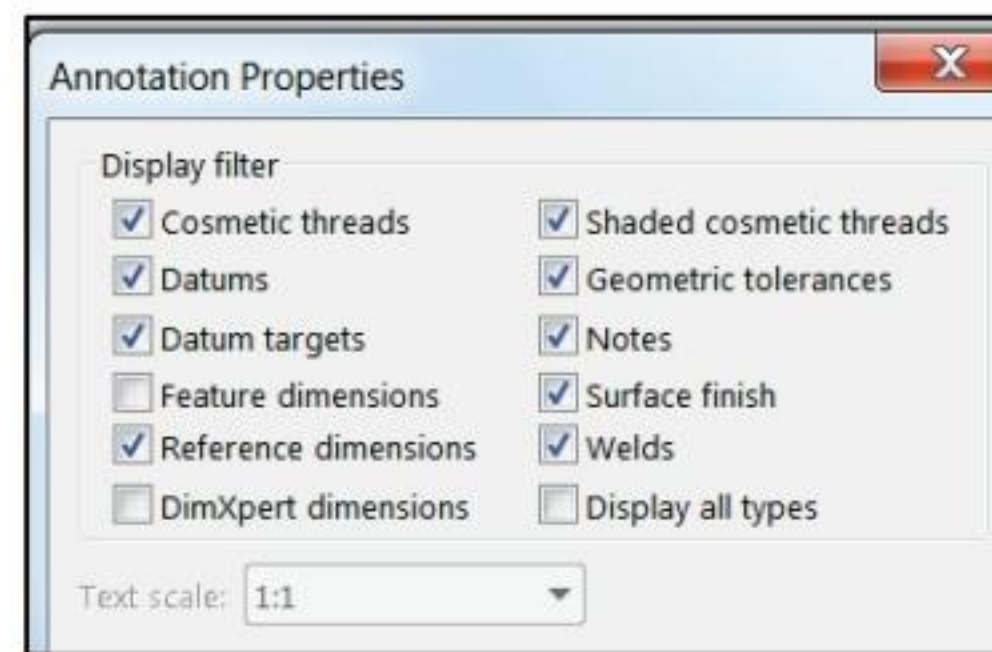 Annotation Properties
Display filter
Cosmetic threads
Shaded cosmetic threads
Datums
Geometric tolerances
Datum targets
Notes
Feature dimensions
Surface finish
Reference dimensions
Welds
DimXpert dimensions
Display all types
Text scale: 1:1